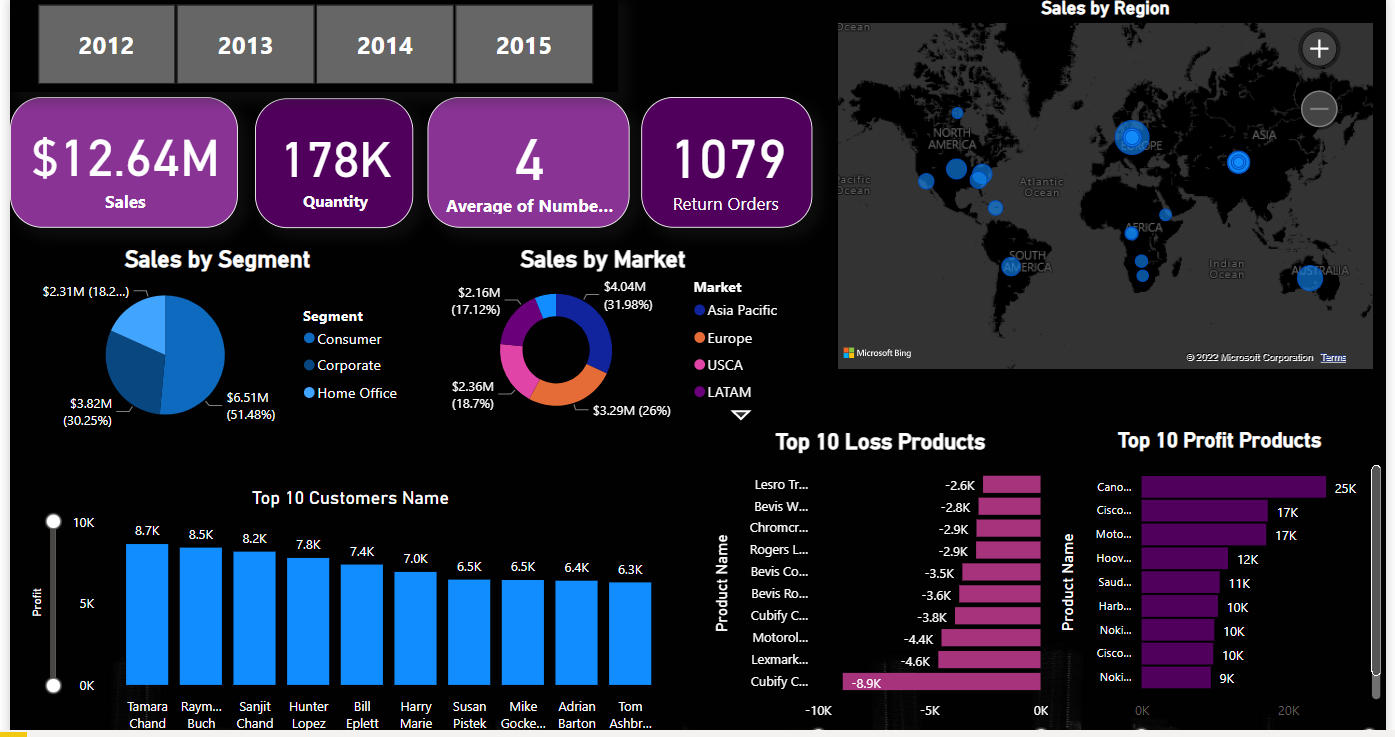 2012
2013
2014
2015
$12.64M
Sales
178K
Quantity
4
Average of Numbe...
1079
Return Orders
Sales by Region
Ocean
NORTH
AMERICA
EUROPE
ASIA
Pacific
Ocean
Atlantic
Ocean
AFRICA
SOUTH
AMERICA
Indian
Ocean
AUSTRALIA
Microsoft Bing
© 2022 Microsoft Corporation
Terms
Sales by Segment
$2.31M (18.2...)
$3.82M
(30.25%)
$6.51M
(51.48%)
Segment
Consumer
Corporate
Home Office
Sales by Market
$2.16M
(17.12%)
$4.04M
(31.98%)
$2.36M
(18.7%)
$3.29M (26%)
Market
Asia Pacific
Europe
USCA
LATAM
Top 10 Customers Name
Profit
10K
5K
0K
8.7K
8.5K
8.2K
7.8K
7.4K
7.0K
6.5K
6.5K
6.4K
6.3K
Tamara
Chand
Raym...
Buch
Sanjit
Chand
Hunter
Lopez
Bill
Eplett
Harry
Marie
Susan
Pistek
Mike
Gocke...
Adrian
Barton
Tom
Ashbr...
Top 10 Loss Products
Product Name
Lesro Tr...
-2.6K
Bevis W...
-2.8K
Chromcr...
-2.9K
Rogers L...
-2.9K
Bevis Co...
-3.5K
Bevis Ro...
-3.6K
Cubify C...
-3.8K
Motorol...
-4.4K
Lexmark...
-4.6K
Cubify C...
-8.9K
-10K
-5K
0K
Top 10 Profit Products
Product Name
Cano...
25K
Cisco...
17K
Moto...
17K
Hoov...
12K
Saud...
11K
Harb...
10K
Noki...
10K
Cisco...
10K
Noki...
9K
0K
20K